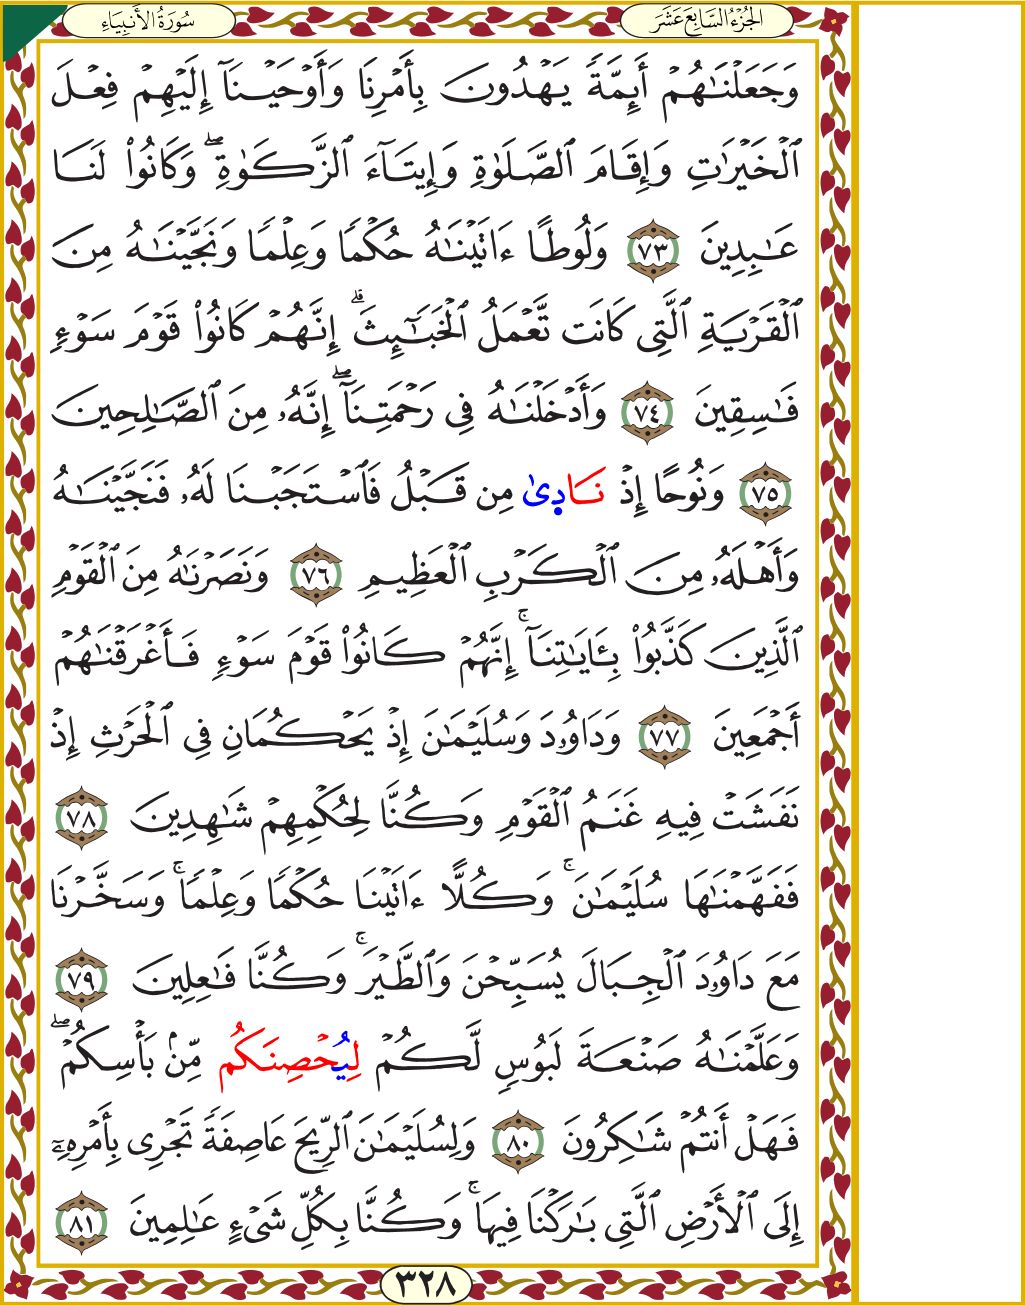 الجُزْءُ السَّابِعَ عَشَرَ
سُورَةُ الأَنبِيَاءِ
وَجَعَلْنَٰهُمْ أَئِمَّةً يَهْدُونَ بِأَمْرِنَا وَأَوْحَيْنَآ إِلَيْهِمْ فِعْلَ
ٱلْخَيْرَٰتِ وَإِقَامَ ٱلصَّلَوٰةِ وَإِيتَآءَ ٱلزَّكَوٰةِۖ وَكَانُوا۟ لَنَا
عَٰبِدِينَ ٧٣ وَلُوطًا ءَاتَيْنَٰهُ حُكْمًا وَعِلْمًا وَنَجَّيْنَٰهُ مِنَ
ٱلْقَرْيَةِ ٱلَّتِى كَانَت تَّعْمَلُ ٱلْخَبَٰٓئِثَۗ إِنَّهُمْ كَانُوا۟ قَوْمَ سَوْءٍ
فَٰسِقِينَ ٧٤ وَأَدْخَلْنَٰهُ فِى رَحْمَتِنَآۖ إِنَّهُۥ مِنَ ٱلصَّٰلِحِينَ
٧٥ وَنُوحًا إِذْ نَادِىٰ مِن قَبْلُ فَٱسْتَجَبْنَا لَهُۥ فَنَجَّيْنَٰهُ
وَأَهْلَهُۥ مِنَ ٱلْكَرْبِ ٱلْعَظِيمِ ٧٦ وَنَصَرْنَٰهُ مِنَ ٱلْقَوْمِ
ٱلَّذِينَ كَذَّبُوا۟ بِـَٔايَٰتِنَآۚ إِنَّهُمْ كَانُوا۟ قَوْمَ سَوْءٍ فَأَغْرَقْنَٰهُمْ
أَجْمَعِينَ ٧٧ وَدَاوُۥدَ وَسُلَيْمَٰنَ إِذْ يَحْكُمَانِ فِى ٱلْحَرْثِ إِذْ
نَفَشَتْ فِيهِ غَنَمُ ٱلْقَوْمِ وَكُنَّا لِحُكْمِهِمْ شَٰهِدِينَ ٧٨
فَفَهَّمْنَٰهَا سُلَيْمَٰنَۚ وَكُلًّا ءَاتَيْنَا حُكْمًا وَعِلْمًاۚ وَسَخَّرْنَا
مَعَ دَاوُۥدَ ٱلْجِبَالَ يُسَبِّحْنَ وَٱلطَّيْرَۚ وَكُنَّا فَٰعِلِينَ ٧٩
وَعَلَّمْنَٰهُ صَنْعَةَ لَبُوسٍ لَّكُمْ لِيُحْصِنَكُم مِّنۢ بَأْسِكُمْۖ
فَهَلْ أَنتُمْ شَٰكِرُونَ ٨٠ وَلِسُلَيْمَٰنَ ٱلرِّيحَ عَاصِفَةً تَجْرِى بِأَمْرِهِۦٓ
إِلَى ٱلْأَرْضِ ٱلَّتِى بَٰرَكْنَا فِيهَاۚ وَكُنَّا بِكُلِّ شَىْءٍ عَٰلِمِينَ ٨١
٣٢٨